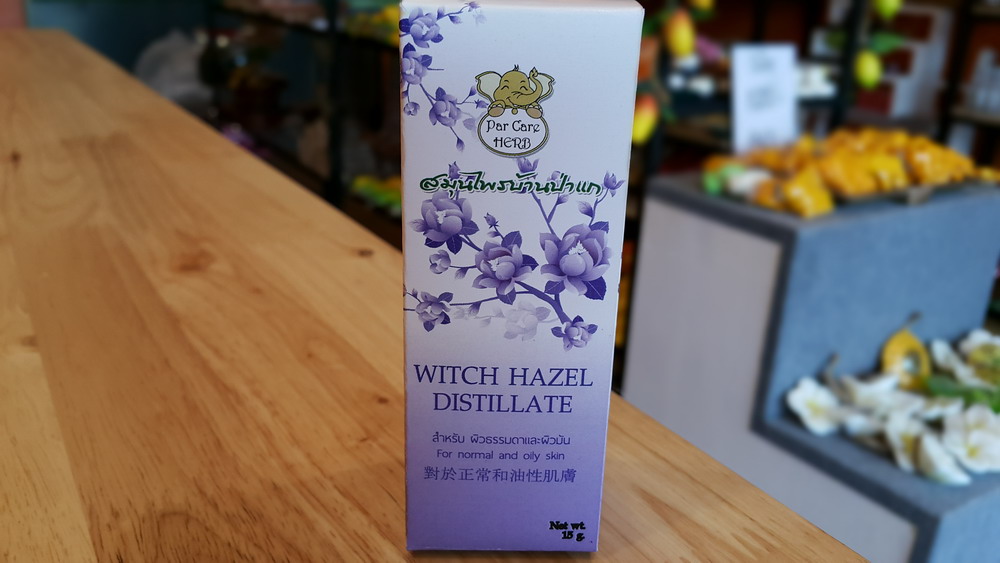 Par Care
HERB
สมุนไพรบ้านป่าแก
WITCH HAZEL
DISTILLATE
สำหรับ ผิวธรรมดาและผิวมัน
For normal and oily skin
對於正常和油性肌膚
Net wt.
15 g.